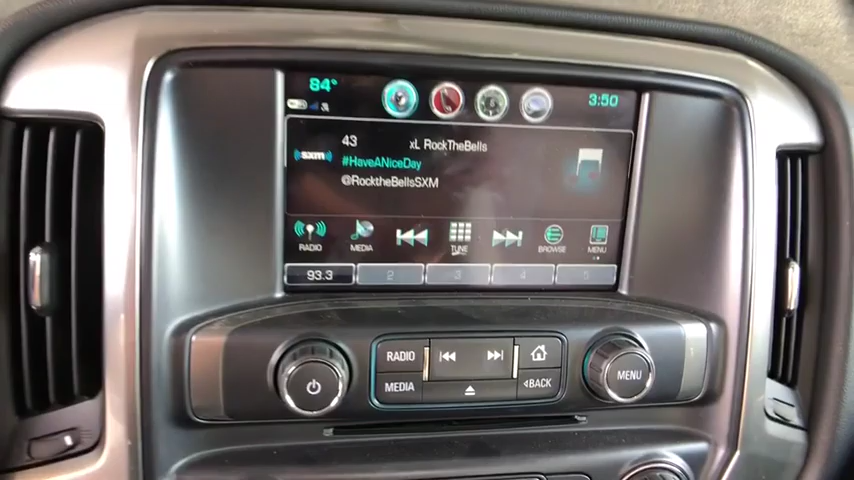 84°
3:50
43 xL RockTheBells
((sxm))
#HaveANiceDay
@RocktheBellsSXM
RADIO MEDIA TUNE BROWSE MENU
93.3 2 3 4 5
RADIO
MEDIA
BACK
MENU